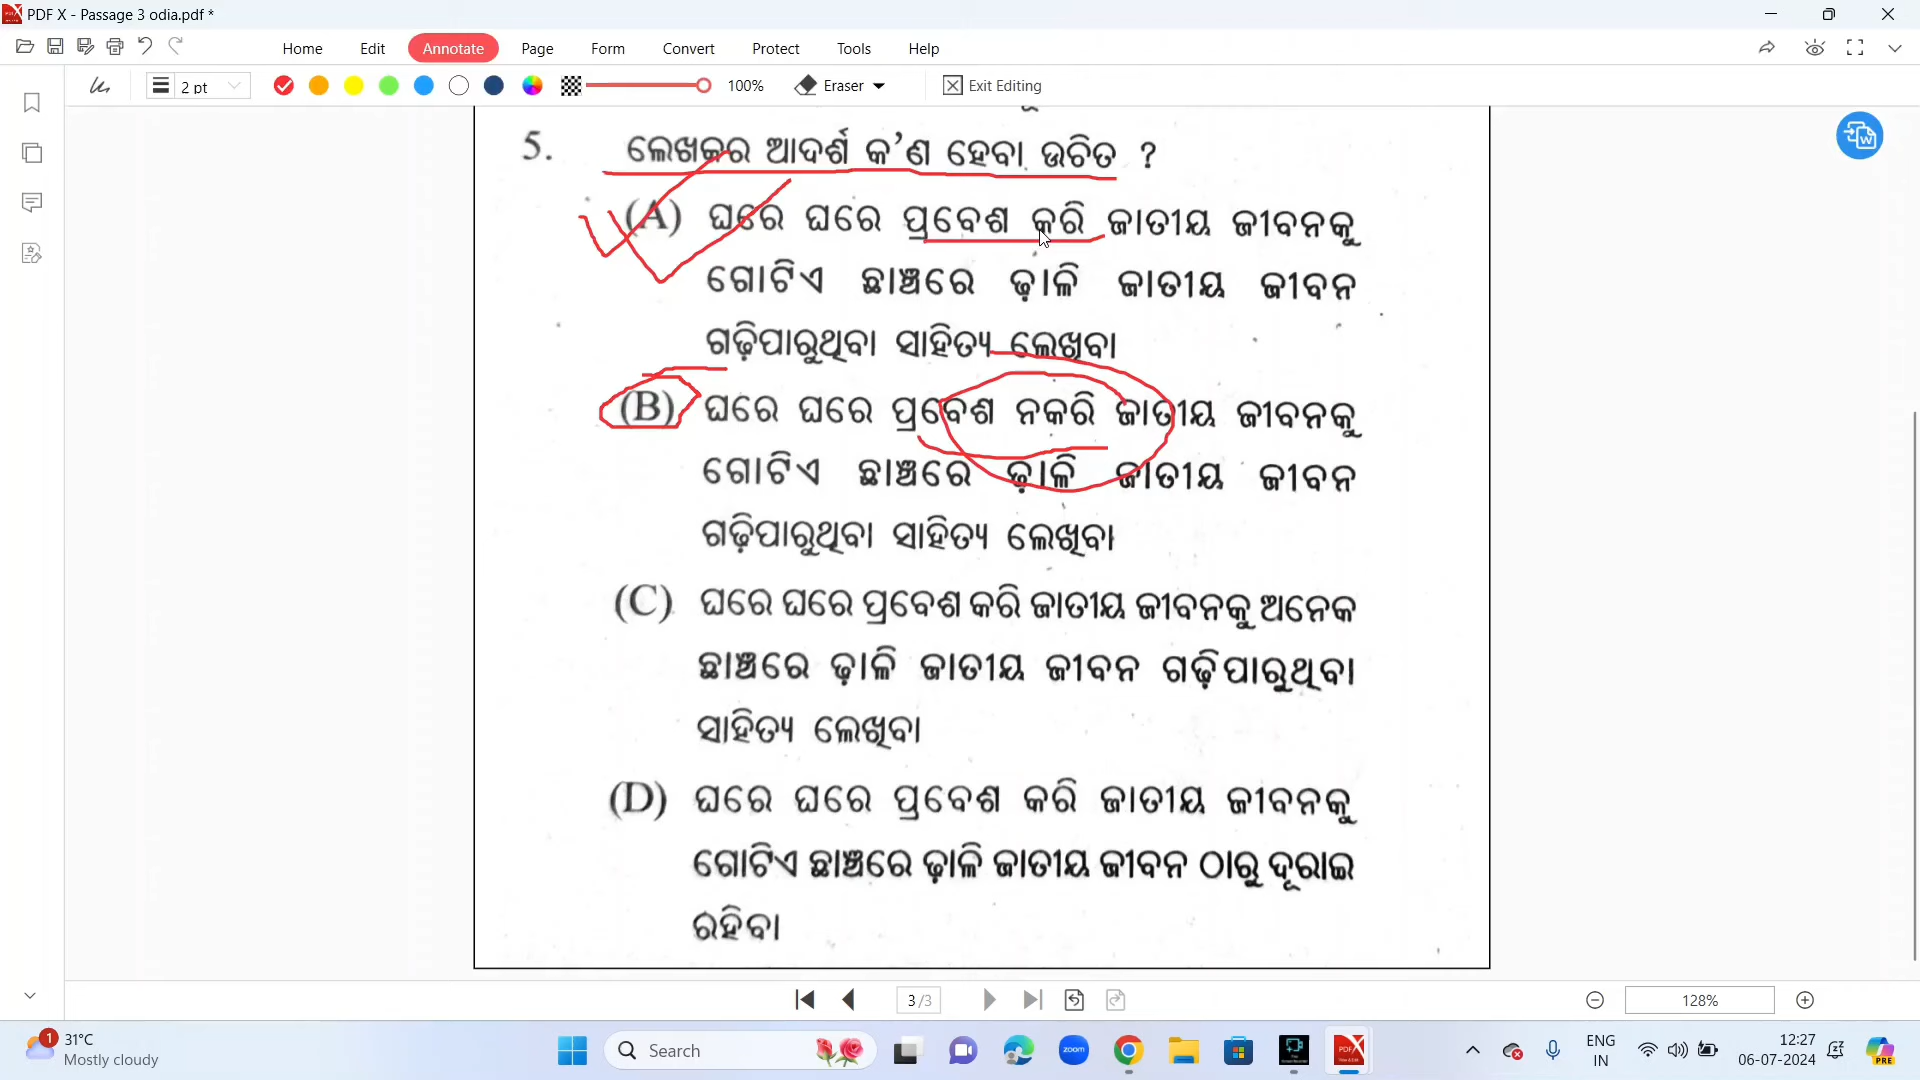 PDF X - Passage 3 odia.pdf *
Home Edit Annotate Page Form Convert Protect Tools Help
2 pt 100% Eraser Exit Editing
5. ଲେଖକର ଆଦର୍ଶ କ'ଣ ହେବା ଉଚିତ ?
(A) ଘରେ ଘରେ ପ୍ରବେଶ କରି ଜାତୀୟ ଜୀବନକୁ
ଗୋଟିଏ ଛାଞ୍ଚରେ ଢ଼ାଳି ଜାତୀୟ ଜୀବନ
ଗଢ଼ିପାରୁଥିବା ସାହିତ୍ୟ ଲେଖିବା
(B) ଘରେ ଘରେ ପ୍ରବେଶ ନକରି ଜାତୀୟ ଜୀବନକୁ
ଗୋଟିଏ ଛାଞ୍ଚରେ ଢ଼ାଳି ଜାତୀୟ ଜୀବନ
ଗଢ଼ିପାରୁଥିବା ସାହିତ୍ୟ ଲେଖିବା
(C) ଘରେ ଘରେ ପ୍ରବେଶ କରି ଜାତୀୟ ଜୀବନକୁ ଅନେକ
ଛାଞ୍ଚରେ ଢ଼ାଳି ଜାତୀୟ ଜୀବନ ଗଢ଼ିପାରୁଥିବା
ସାହିତ୍ୟ ଲେଖିବା
(D) ଘରେ ଘରେ ପ୍ରବେଶ କରି ଜାତୀୟ ଜୀବନକୁ
ଗୋଟିଏ ଛାଞ୍ଚରେ ଢ଼ାଳି ଜାତୀୟ ଜୀବନ ଠାରୁ ଦୂରାଇ
ରହିବା
3 /3 128%
1 31°C
Mostly cloudy
Search
zoom
ENG
IN
12:27
06-07-2024
PRE